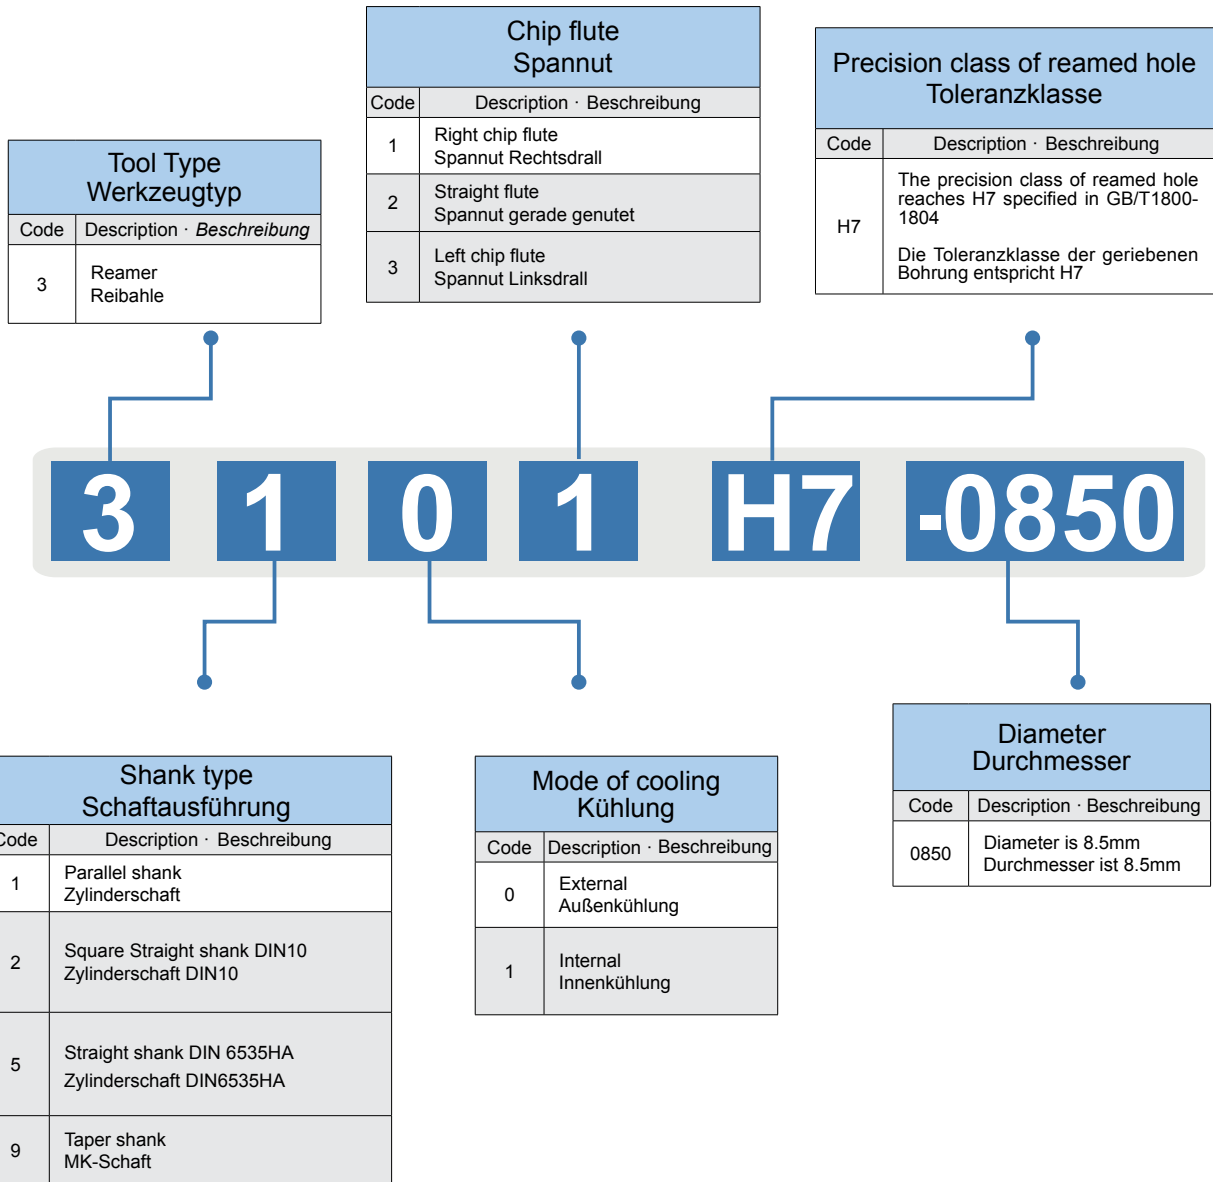 Chip flute
Spannut
Code Description · Beschreibung
1 Right chip flute
Spannut Rechtsdrall
2 Straight flute
Spannut gerade genutet
3 Left chip flute
Spannut Linksdrall
Precision class of reamed hole
Toleranzklasse
Code Description · Beschreibung
H7 The precision class of reamed hole
reaches H7 specified in GB/T1800-
1804
Die Toleranzklasse der geriebenen
Bohrung entspricht H7
Tool Type
Werkzeugtyp
Code Description · Beschreibung
3 Reamer
Reibahle
3 1 0 1 H7 -0850
Shank type
Schaftausführung
Code Description · Beschreibung
1 Parallel shank
Zylinderschaft
2 Square Straight shank DIN10
Zylinderschaft DIN10
5 Straight shank DIN 6535HA
Zylinderschaft DIN6535HA
9 Taper shank
MK-Schaft
Mode of cooling
Kühlung
Code Description · Beschreibung
0 External
Außenkühlung
1 Internal
Innenkühlung
Diameter
Durchmesser
Code Description · Beschreibung
0850 Diameter is 8.5mm
Durchmesser ist 8.5mm